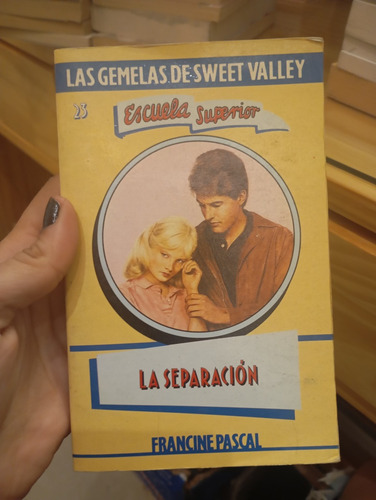 LAS GEMELAS DE SWEET VALLEY
23
Escuela Superior
LA SEPARACIÓN
FRANCINE PASCAL